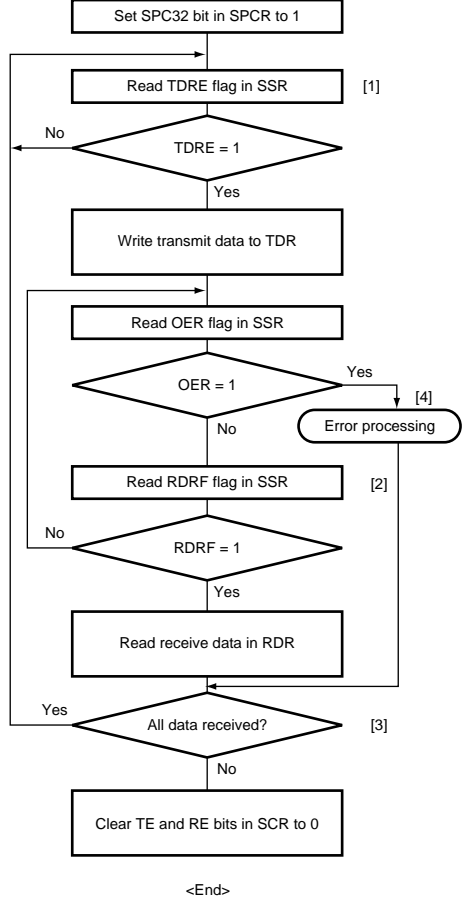 Set SPC32 bit in SPCR to 1
Read TDRE flag in SSR
[1]
No
TDRE = 1
Yes
Write transmit data to TDR
Read OER flag in SSR
Yes
OER = 1
[4]
No
Error processing
Read RDRF flag in SSR
[2]
No
RDRF = 1
Yes
Read receive data in RDR
Yes
All data received?
[3]
No
Clear TE and RE bits in SCR to 0
<End>